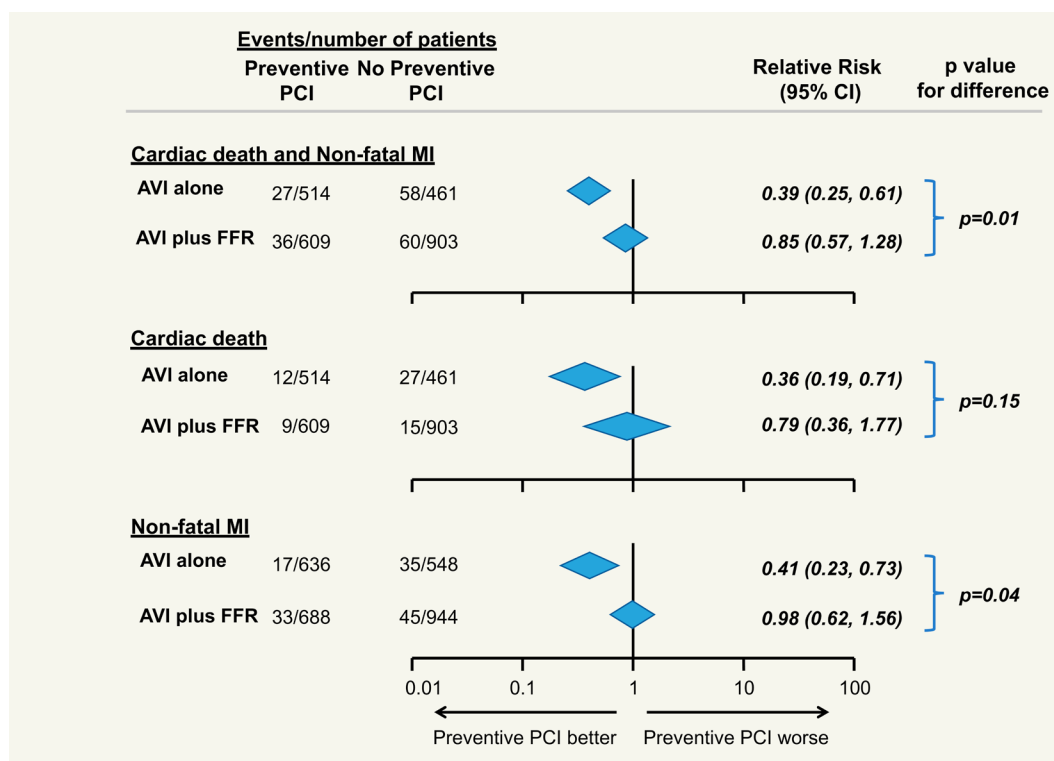 Events/number of patients
Preventive PCI No Preventive PCI Relative Risk (95% CI) p value for difference
Cardiac death and Non-fatal MI
AVI alone 27/514 58/461 0.39 (0.25, 0.61)
p=0.01
AVI plus FFR 36/609 60/903 0.85 (0.57, 1.28)
Cardiac death
AVI alone 12/514 27/461 0.36 (0.19, 0.71)
p=0.15
AVI plus FFR 9/609 15/903 0.79 (0.36, 1.77)
Non-fatal MI
AVI alone 17/636 35/548 0.41 (0.23, 0.73)
p=0.04
AVI plus FFR 33/688 45/944 0.98 (0.62, 1.56)
0.01 0.1 1 10 100
Preventive PCI better Preventive PCI worse